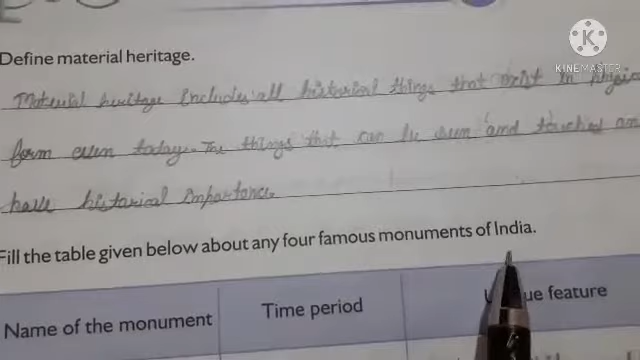 KINEMASTER
Define material heritage.
Material heritage includes all historical things that exist in physica
form even today. The things that can be seen and touched an
have historical importance.
Fill the table given below about any four famous monuments of India.
Name of the monument Time period ue feature